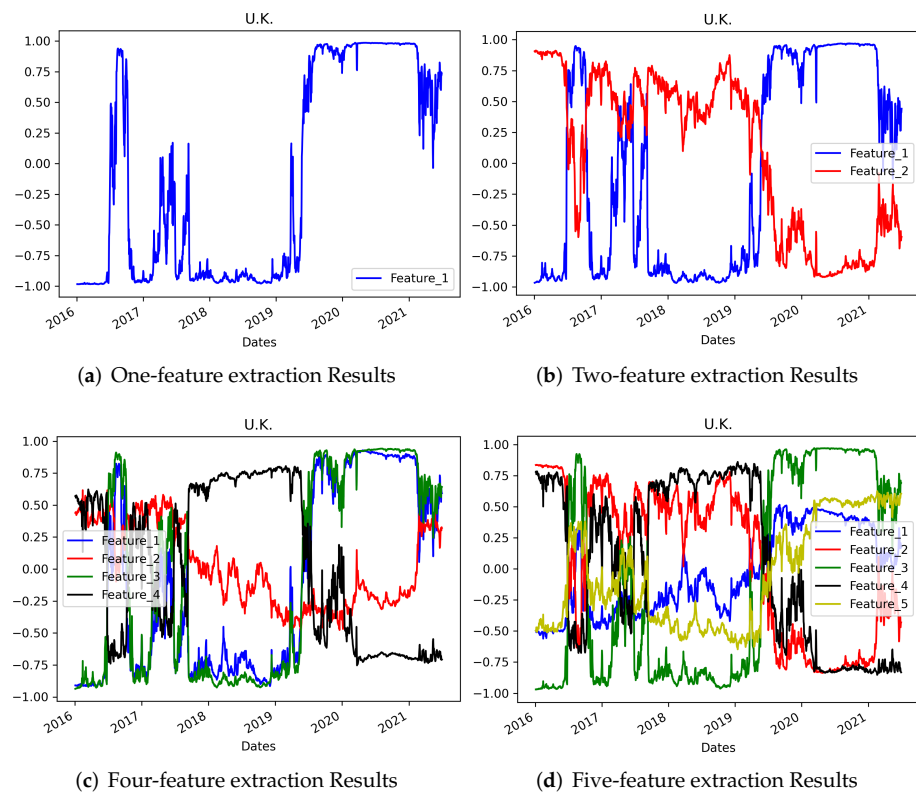 U.K.
1.00
0.75
0.50
0.25
0.00
−0.25
−0.50
−0.75
−1.00
Feature_1
2016 2017 2018 2019 2020 2021
Dates
(a) One-feature extraction Results
U.K.
1.00
0.75
0.50
0.25
0.00
−0.25
−0.50
−0.75
−1.00
Feature_1
Feature_2
2016 2017 2018 2019 2020 2021
Dates
(b) Two-feature extraction Results
U.K.
1.00
0.75
0.50
0.25
0.00
−0.25
−0.50
−0.75
−1.00
Feature_1
Feature_2
Feature_3
Feature_4
2016 2017 2018 2019 2020 2021
Dates
(c) Four-feature extraction Results
U.K.
1.00
0.75
0.50
0.25
0.00
−0.25
−0.50
−0.75
−1.00
Feature_1
Feature_2
Feature_3
Feature_4
Feature_5
2016 2017 2018 2019 2020 2021
Dates
(d) Five-feature extraction Results